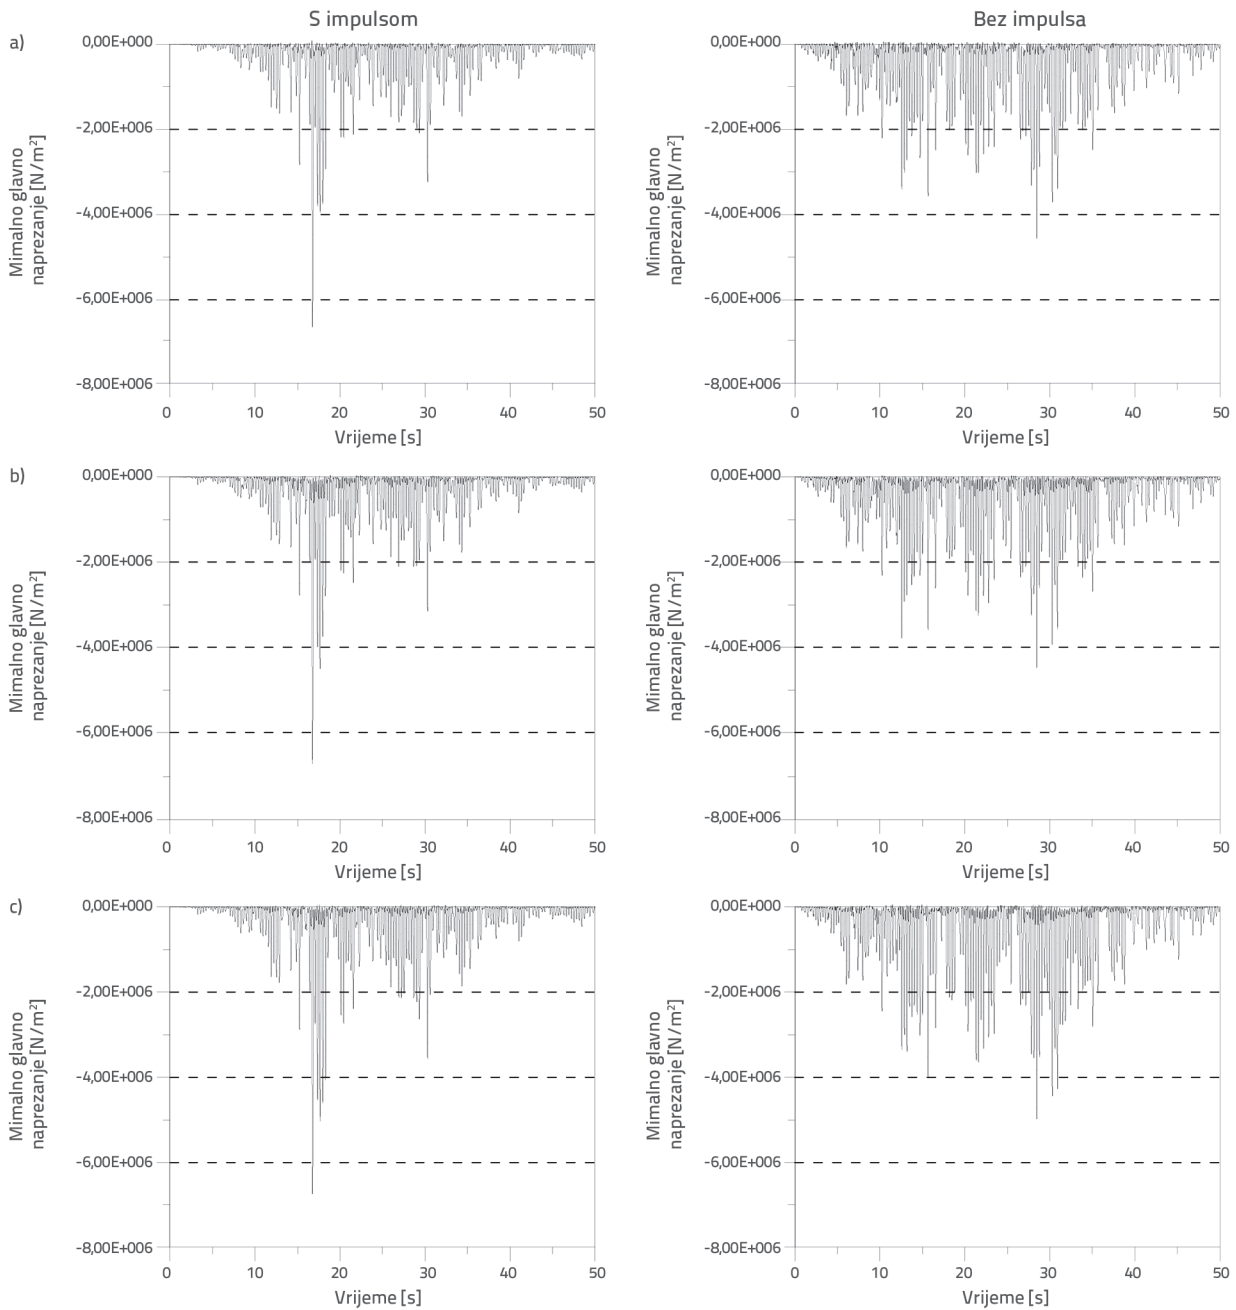 S impulsom
Bez impulsa
a)
0,00E+000
-2,00E+006
-4,00E+006
-6,00E+006
-8,00E+006
Mimalno glavno
naprezanje [N/m²]
0 10 20 30 40 50
Vrijeme [s]
0,00E+000
-2,00E+006
-4,00E+006
-6,00E+006
-8,00E+006
Mimalno glavno
naprezanje [N/m²]
0 10 20 30 40 50
Vrijeme [s]
b)
0,00E+000
-2,00E+006
-4,00E+006
-6,00E+006
-8,00E+006
Mimalno glavno
naprezanje [N/m²]
0 10 20 30 40 50
Vrijeme [s]
0,00E+000
-2,00E+006
-4,00E+006
-6,00E+006
-8,00E+006
Mimalno glavno
naprezanje [N/m²]
0 10 20 30 40 50
Vrijeme [s]
c)
0,00E+000
-2,00E+006
-4,00E+006
-6,00E+006
-8,00E+006
Mimalno glavno
naprezanje [N/m²]
0 10 20 30 40 50
Vrijeme [s]
0,00E+000
-2,00E+006
-4,00E+006
-6,00E+006
-8,00E+006
Mimalno glavno
naprezanje [N/m²]
0 10 20 30 40 50
Vrijeme [s]